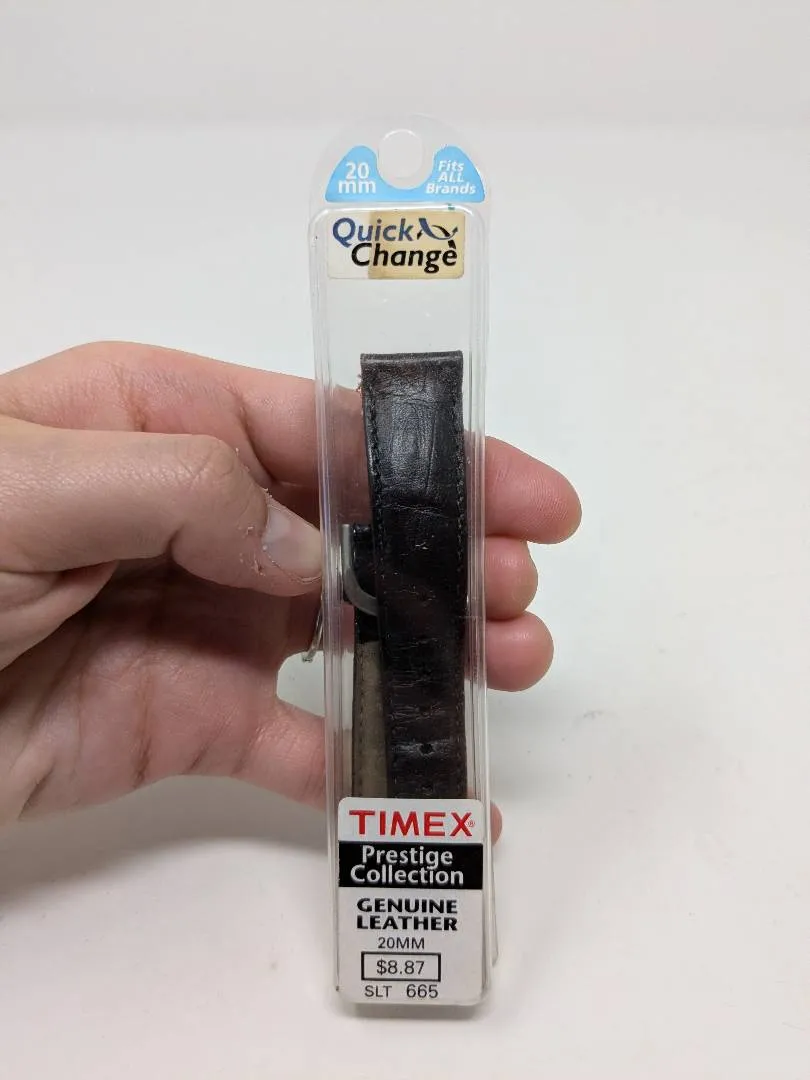 20
mm
Fits
ALL
Brands
Quick
Change
TIMEX®
Prestige
Collection
GENUINE
LEATHER
20MM
$8.87
SLT 665